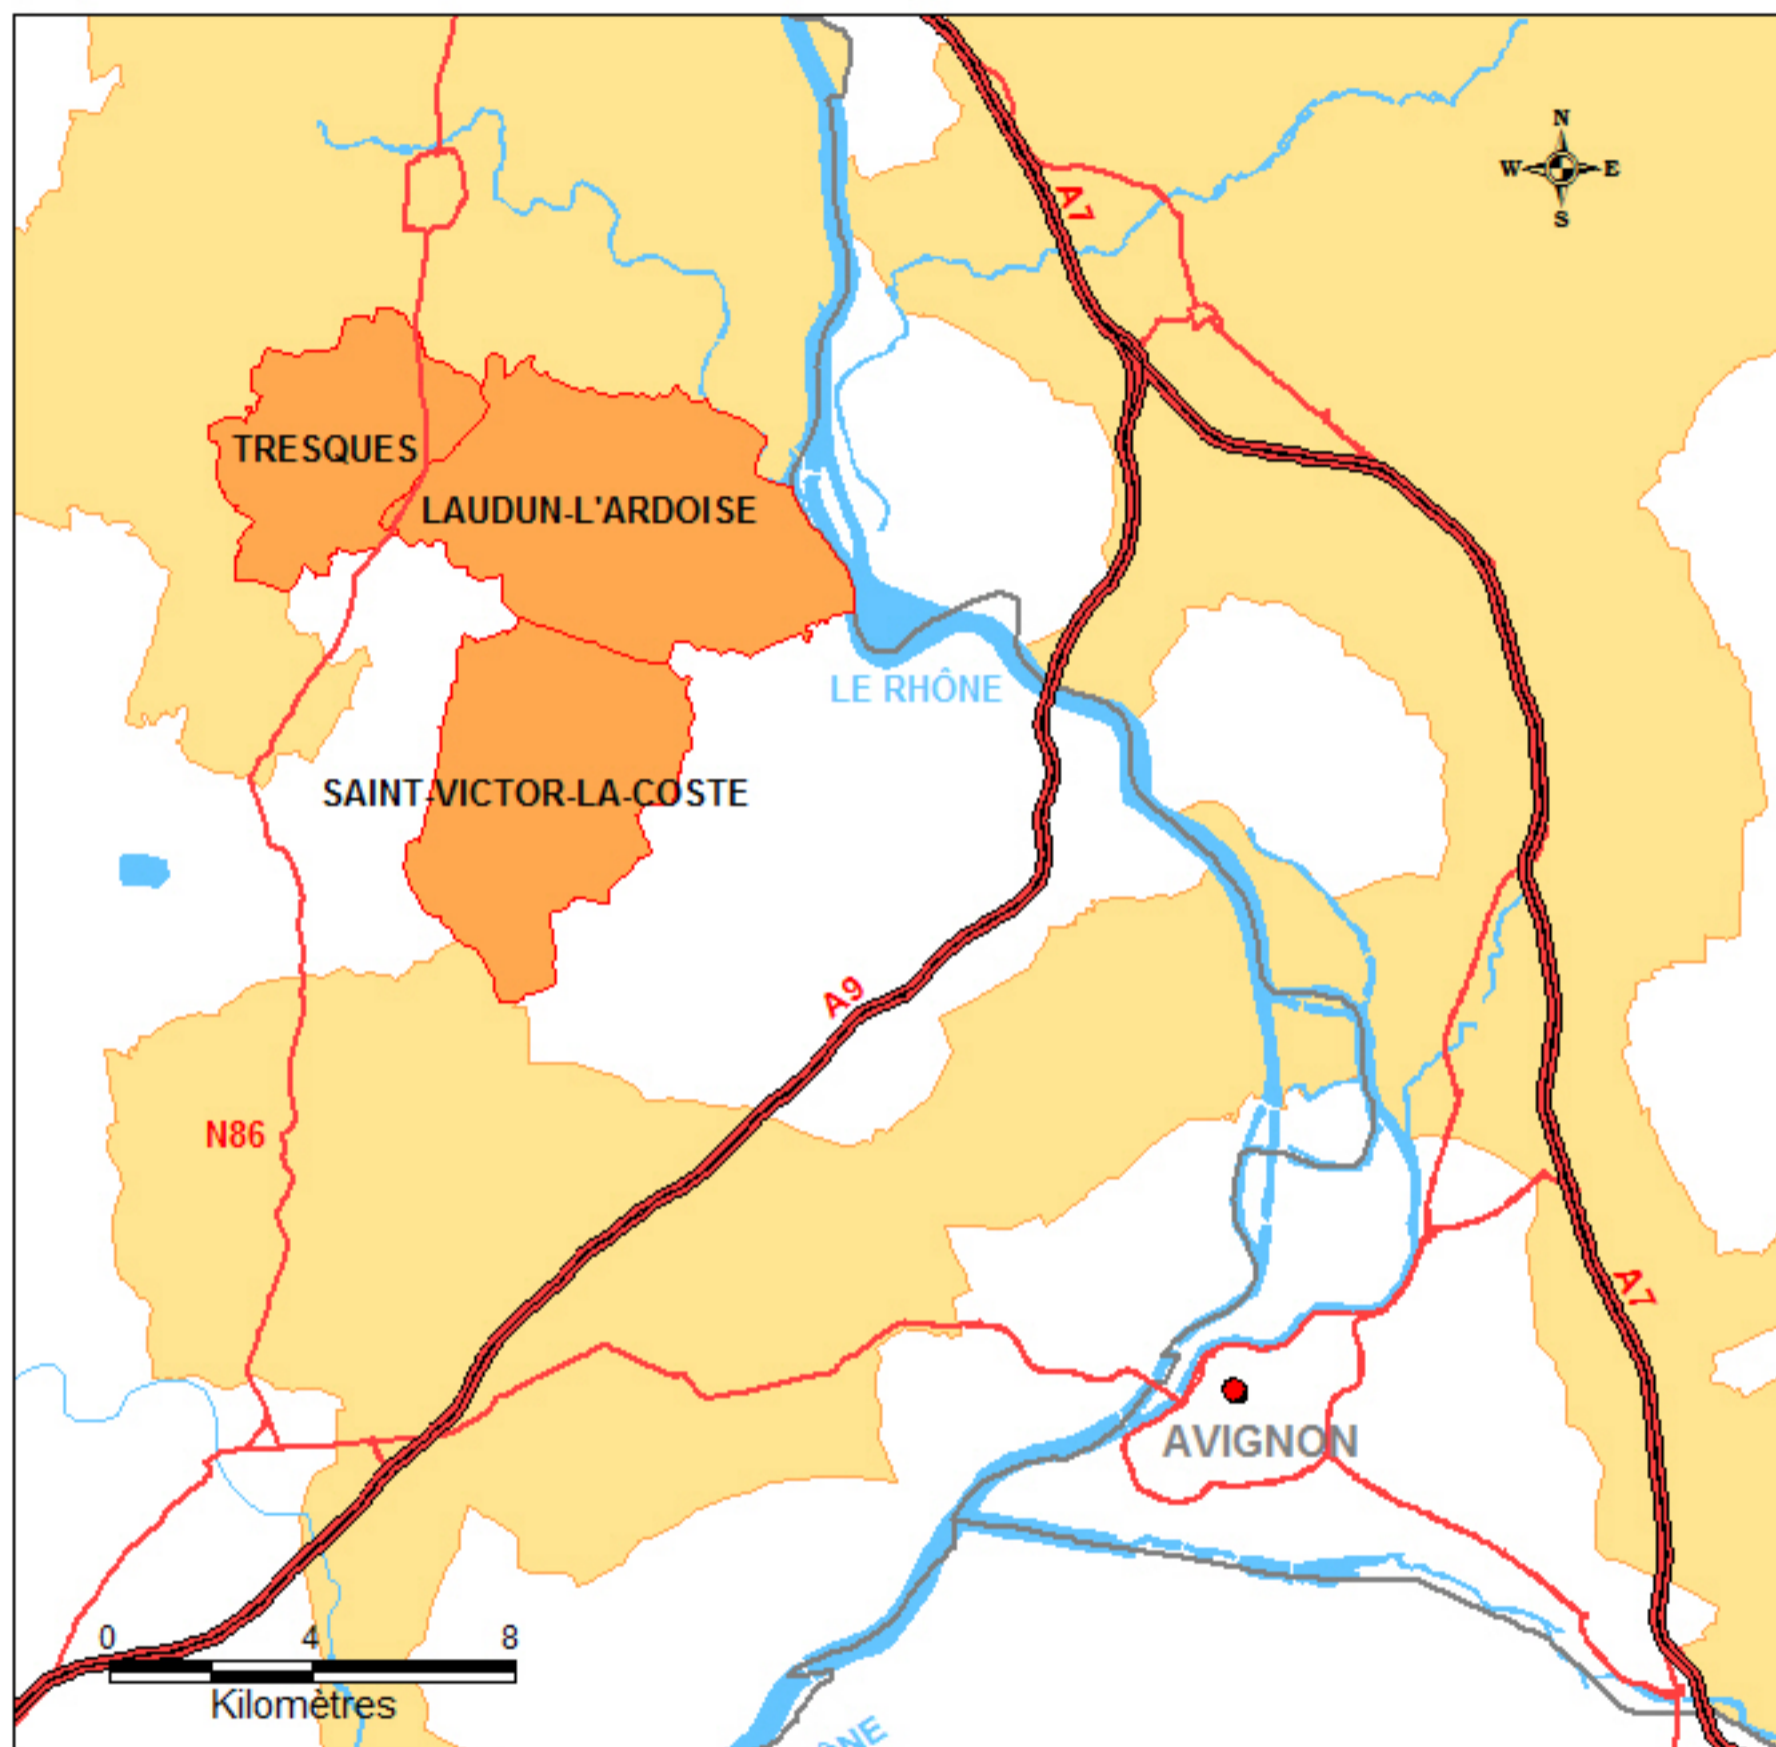 N
W E
S
A7
TRESQUES
LAUDUN-L'ARDOISE
LE RHÔNE
SAINT-VICTOR-LA-COSTE
A9
N86
A7
AVIGNON
0 4 8
Kilomètres